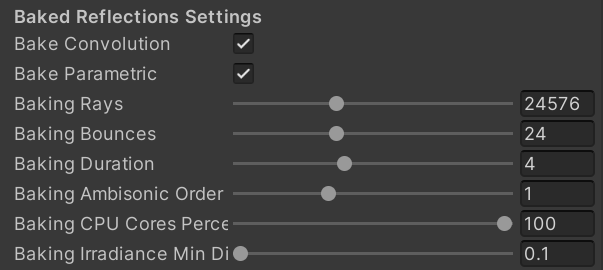 Baked Reflections Settings
Bake Convolution
Bake Parametric
Baking Rays 24576
Baking Bounces 24
Baking Duration 4
Baking Ambisonic Order 1
Baking CPU Cores Perce 100
Baking Irradiance Min Di 0.1